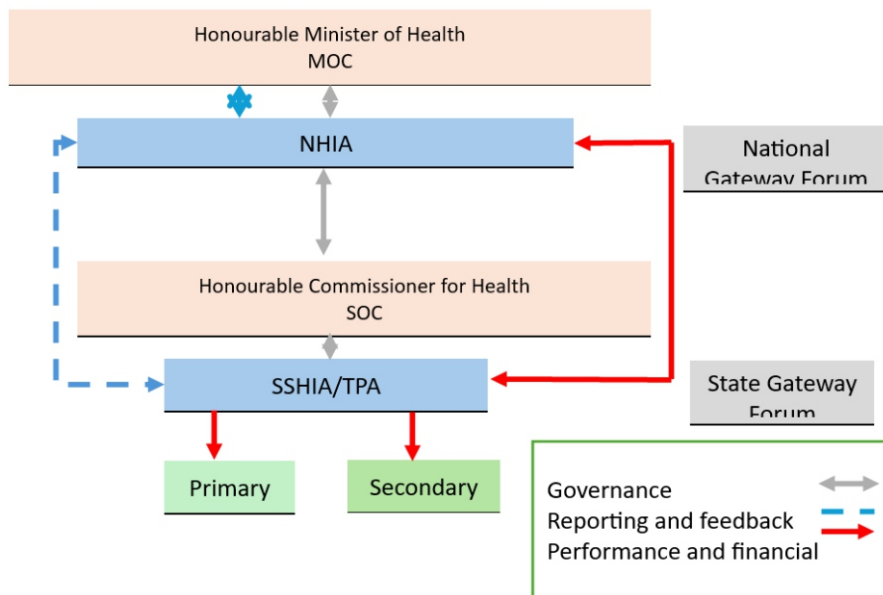 Honourable Minister of Health
MOC
NHIA
National
Gateway Forum
Honourable Commissioner for Health
SOC
SSHIA/TPA
State Gateway
Forum
Primary
Secondary
Governance
Reporting and feedback
Performance and financial